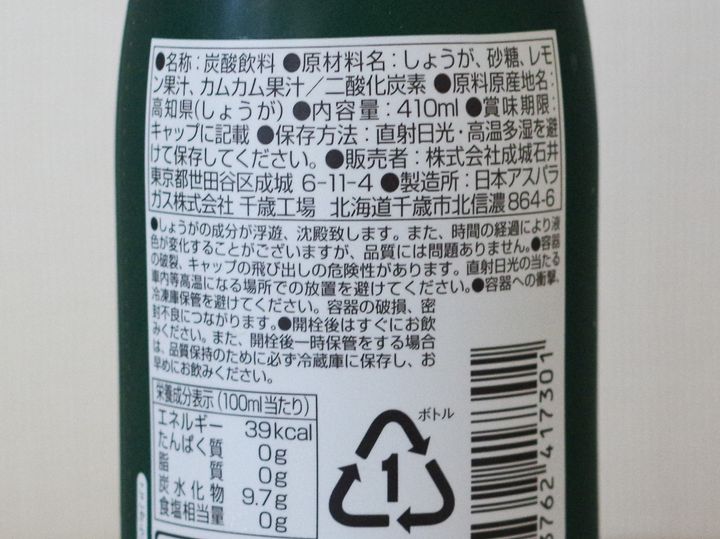 ●名称：炭酸飲料 ●原材料名：しょうが、砂糖、レモ
ン果汁、カムカム果汁／二酸化炭素 ●原料原産地名：
高知県(しょうが) ●内容量：410ml ●賞味期限：
キャップに記載 ●保存方法：直射日光・高温多湿を避
けて保存してください。●販売者：株式会社成城石井
東京都世田谷区成城 6-11-4 ●製造所：日本アスパラ
ガス株式会社 千歳工場 北海道千歳市北信濃 864-6
●しょうがの成分が浮遊、沈殿致します。また、時間の経過により液
色が変化することがございますが、品質には問題ありません。●容器
の破裂、キャップの飛び出しの危険性があります。直射日光の当たる
車内等高温になる場所での放置を避けてください。●容器への衝撃、
冷凍庫保管を避けてください。容器の破損、密
封不良につながります。●開栓後はすぐにお飲
みください。また、開栓後一時保管をする場合
は、品質保持のために必ず冷蔵庫に保存し、お
早めにお飲みください。
栄養成分表示 (100ml当たり)
エネルギー 39kcal
たんぱく質 0g
脂質 0g
炭水化物 9.7g
食塩相当量 0g
ボトル
1
762 417301